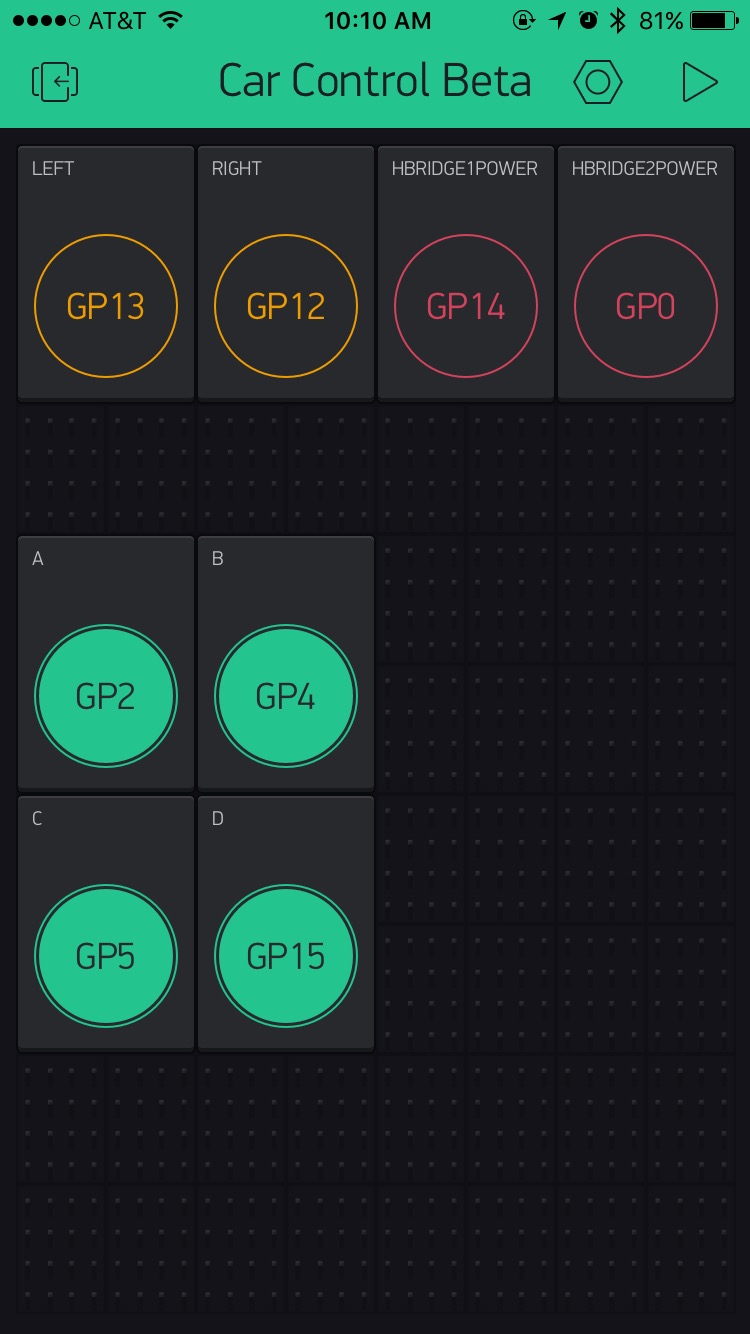 AT&T 10:10 AM 81%
Car Control Beta
LEFT RIGHT HBRIDGE1POWER HBRIDGE2POWER
GP13 GP12 GP14 GP0
A B
GP2 GP4
C D
GP5 GP15